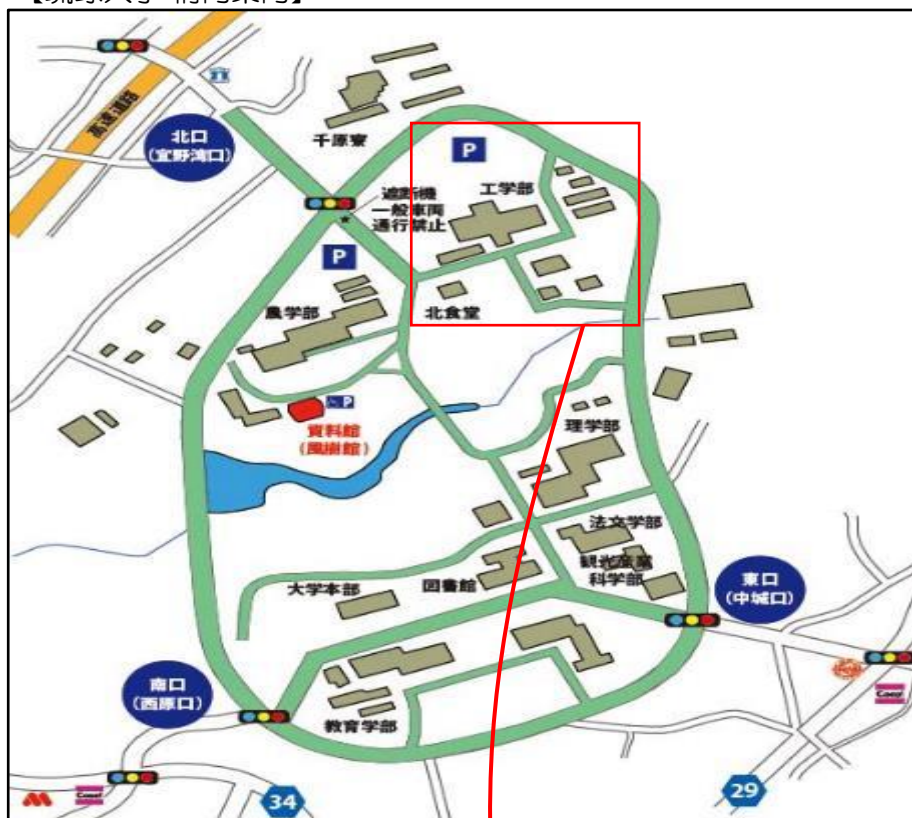 高速道路
北口
(宜野湾口)
千原寮
P
工学部
遮断機
一般車両
通行禁止
P
農学部
北食堂
P
資料館
(風樹館)
理学部
法文学部
観光産業
科学部
大学本部
図書館
東口
(中城口)
南口
(西原口)
教育学部
34
29